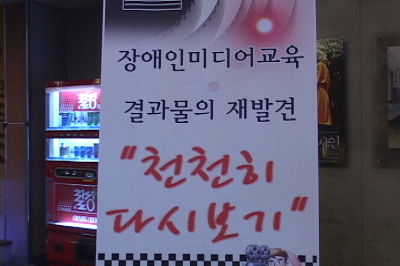 장애인미디어교육
결과물의 재발견
"천천히
다시보기"